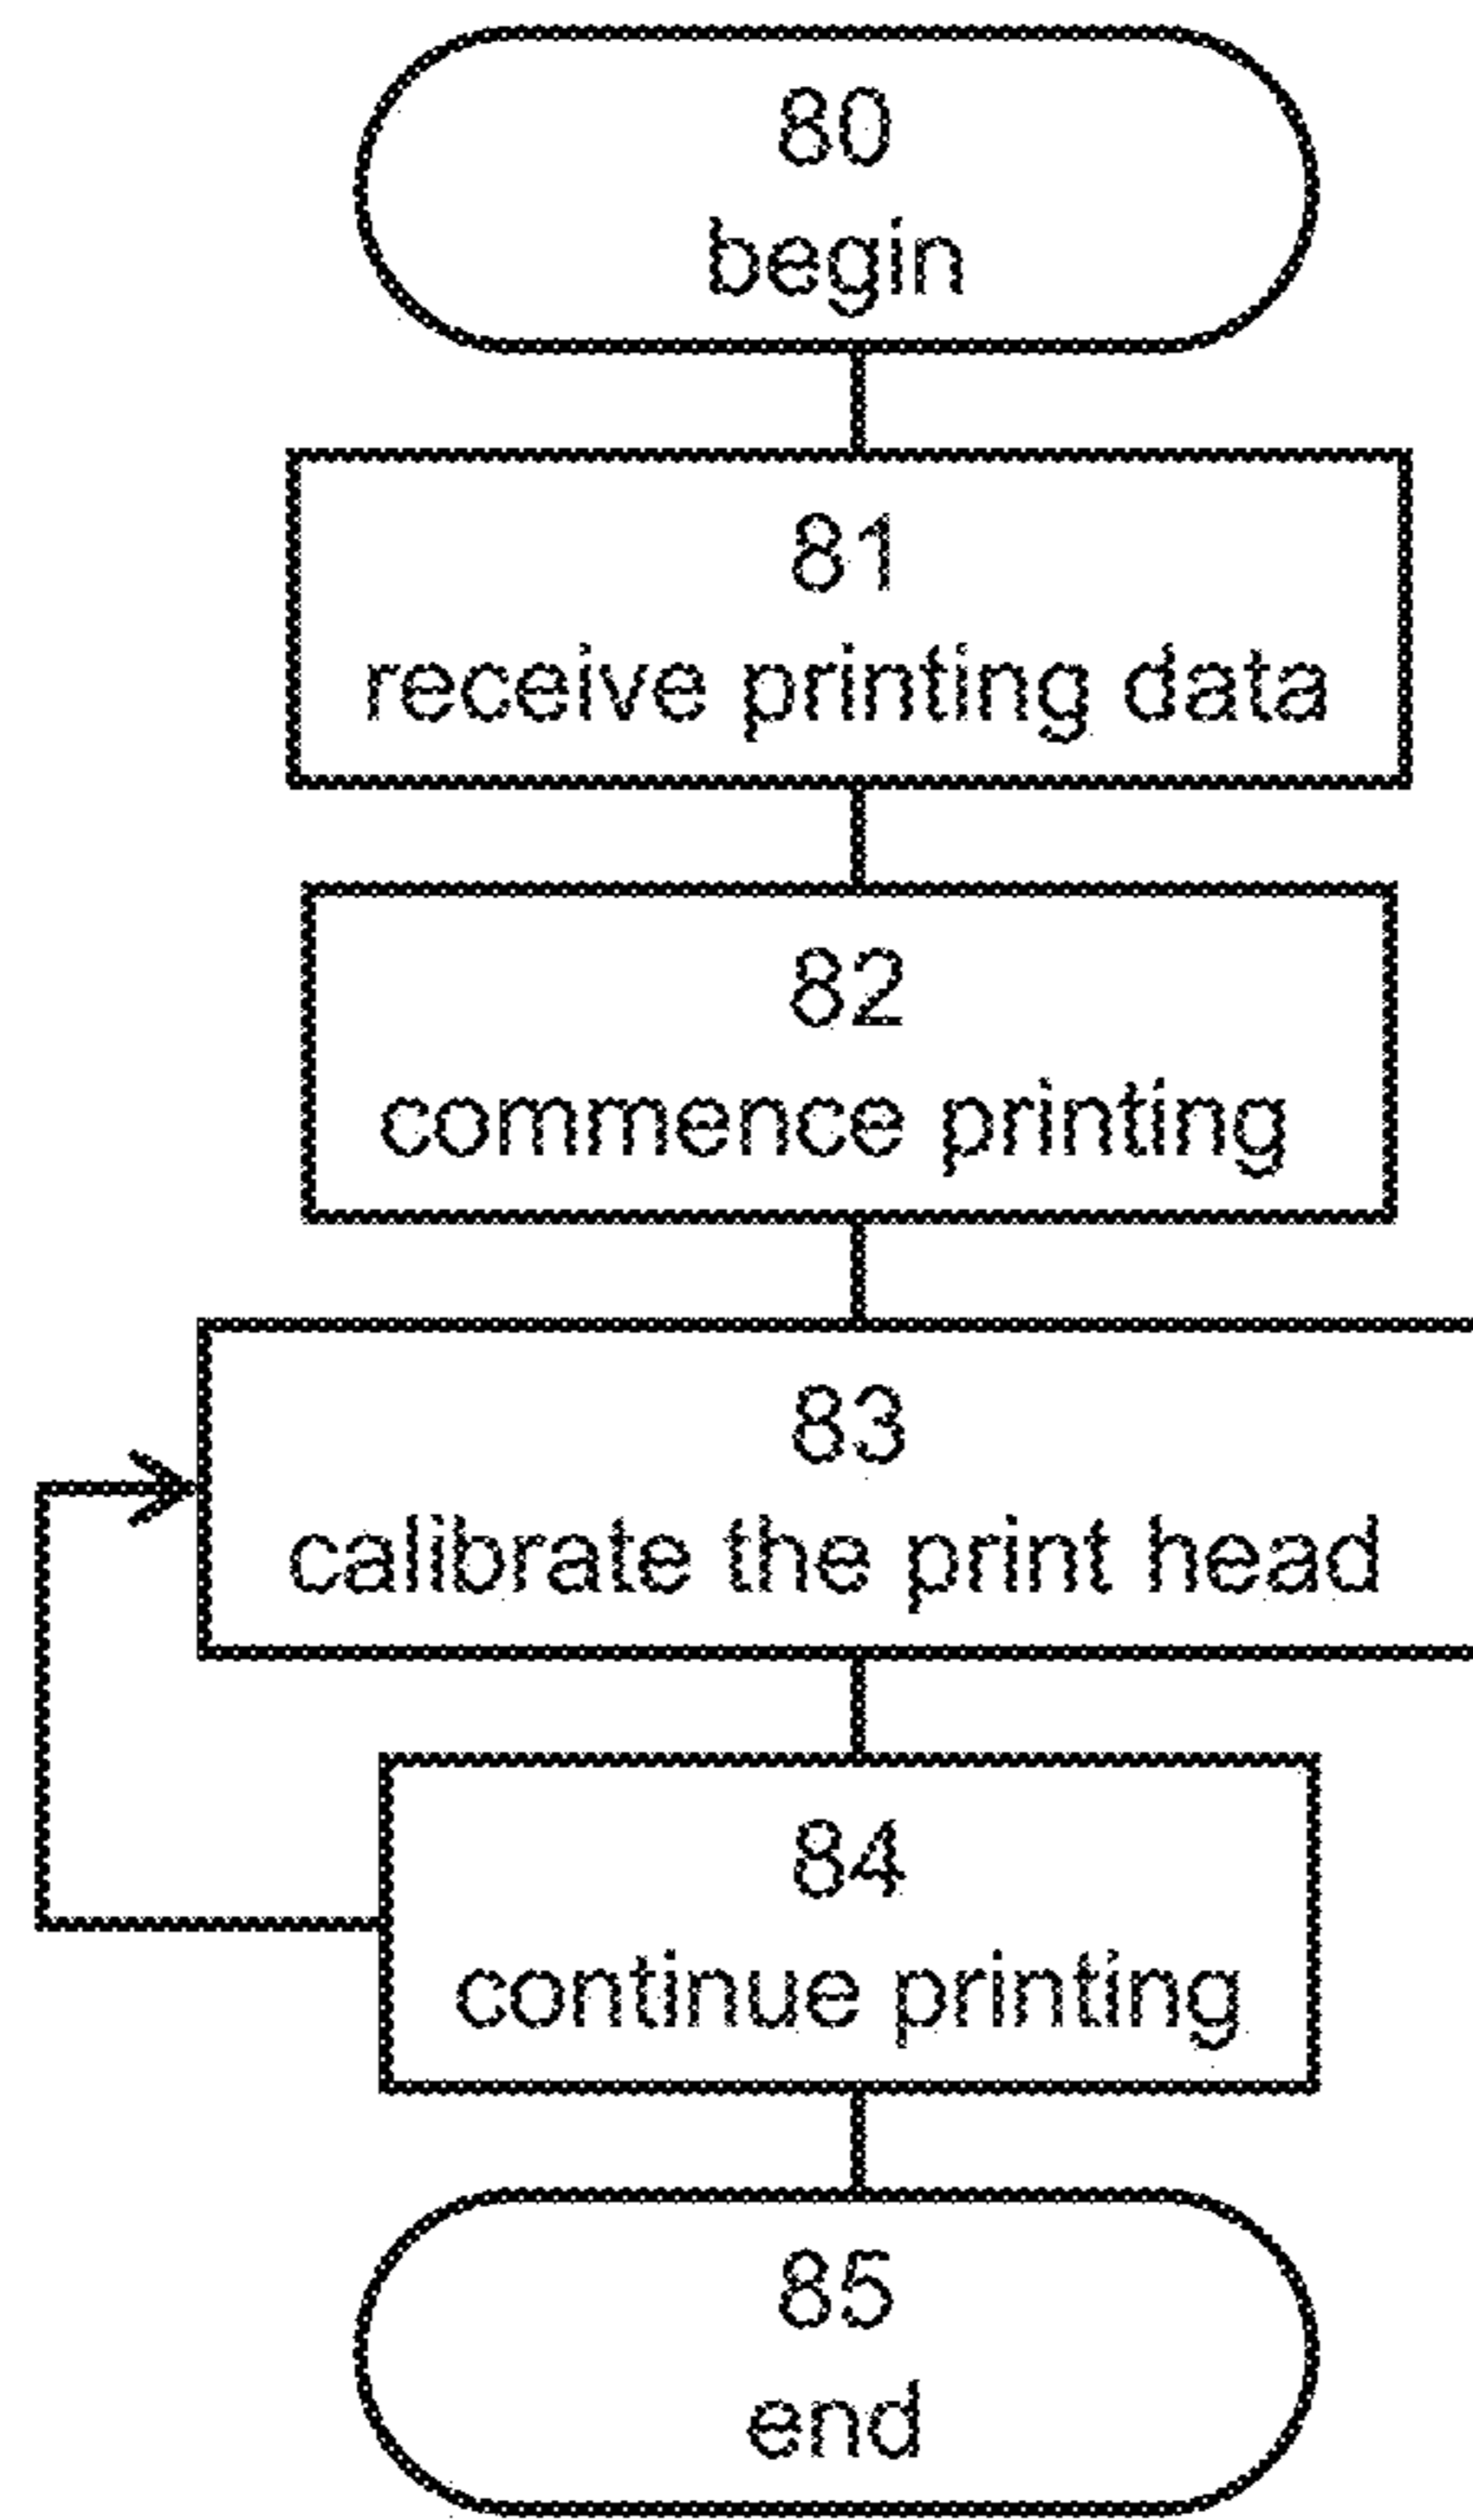 80
begin
81
receive printing data
82
commence printing
83
calibrate the print head
84
continue printing
85
end